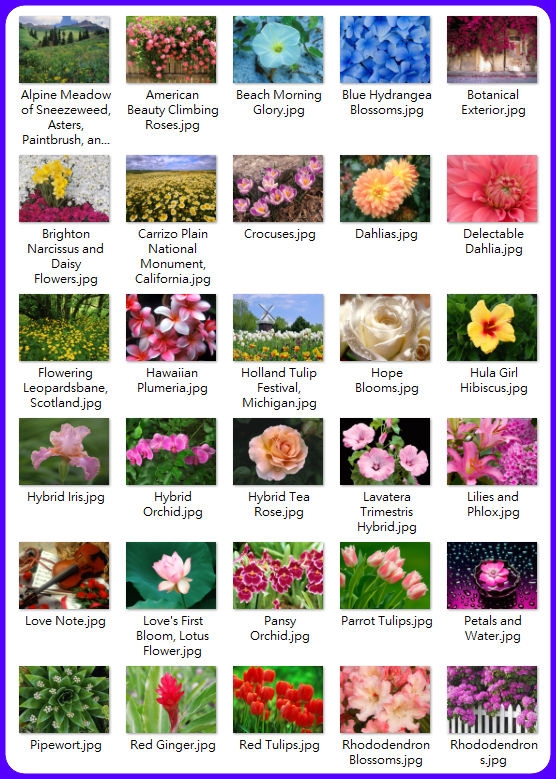 Alpine Meadow
of Sneezeweed,
Asters,
Paintbrush, an...
American
Beauty Climbing
Roses.jpg
Beach Morning
Glory.jpg
Blue Hydrangea
Blossoms.jpg
Botanical
Exterior.jpg
Brighton
Narcissus and
Daisy
Flowers.jpg
Carrizo Plain
National
Monument,
California.jpg
Crocuses.jpg
Dahlias.jpg
Delectable
Dahlia.jpg
Flowering
Leopardsbane,
Scotland.jpg
Hawaiian
Plumeria.jpg
Holland Tulip
Festival,
Michigan.jpg
Hope
Blooms.jpg
Hula Girl
Hibiscus.jpg
Hybrid Iris.jpg
Hybrid
Orchid.jpg
Hybrid Tea
Rose.jpg
Lavatera
Trimestris
Hybrid.jpg
Lilies and
Phlox.jpg
Love Note.jpg
Love's First
Bloom, Lotus
Flower.jpg
Pansy
Orchid.jpg
Parrot Tulips.jpg
Petals and
Water.jpg
Pipewort.jpg
Red Ginger.jpg
Red Tulips.jpg
Rhododendron
Blossoms.jpg
Rhododendron
s.jpg